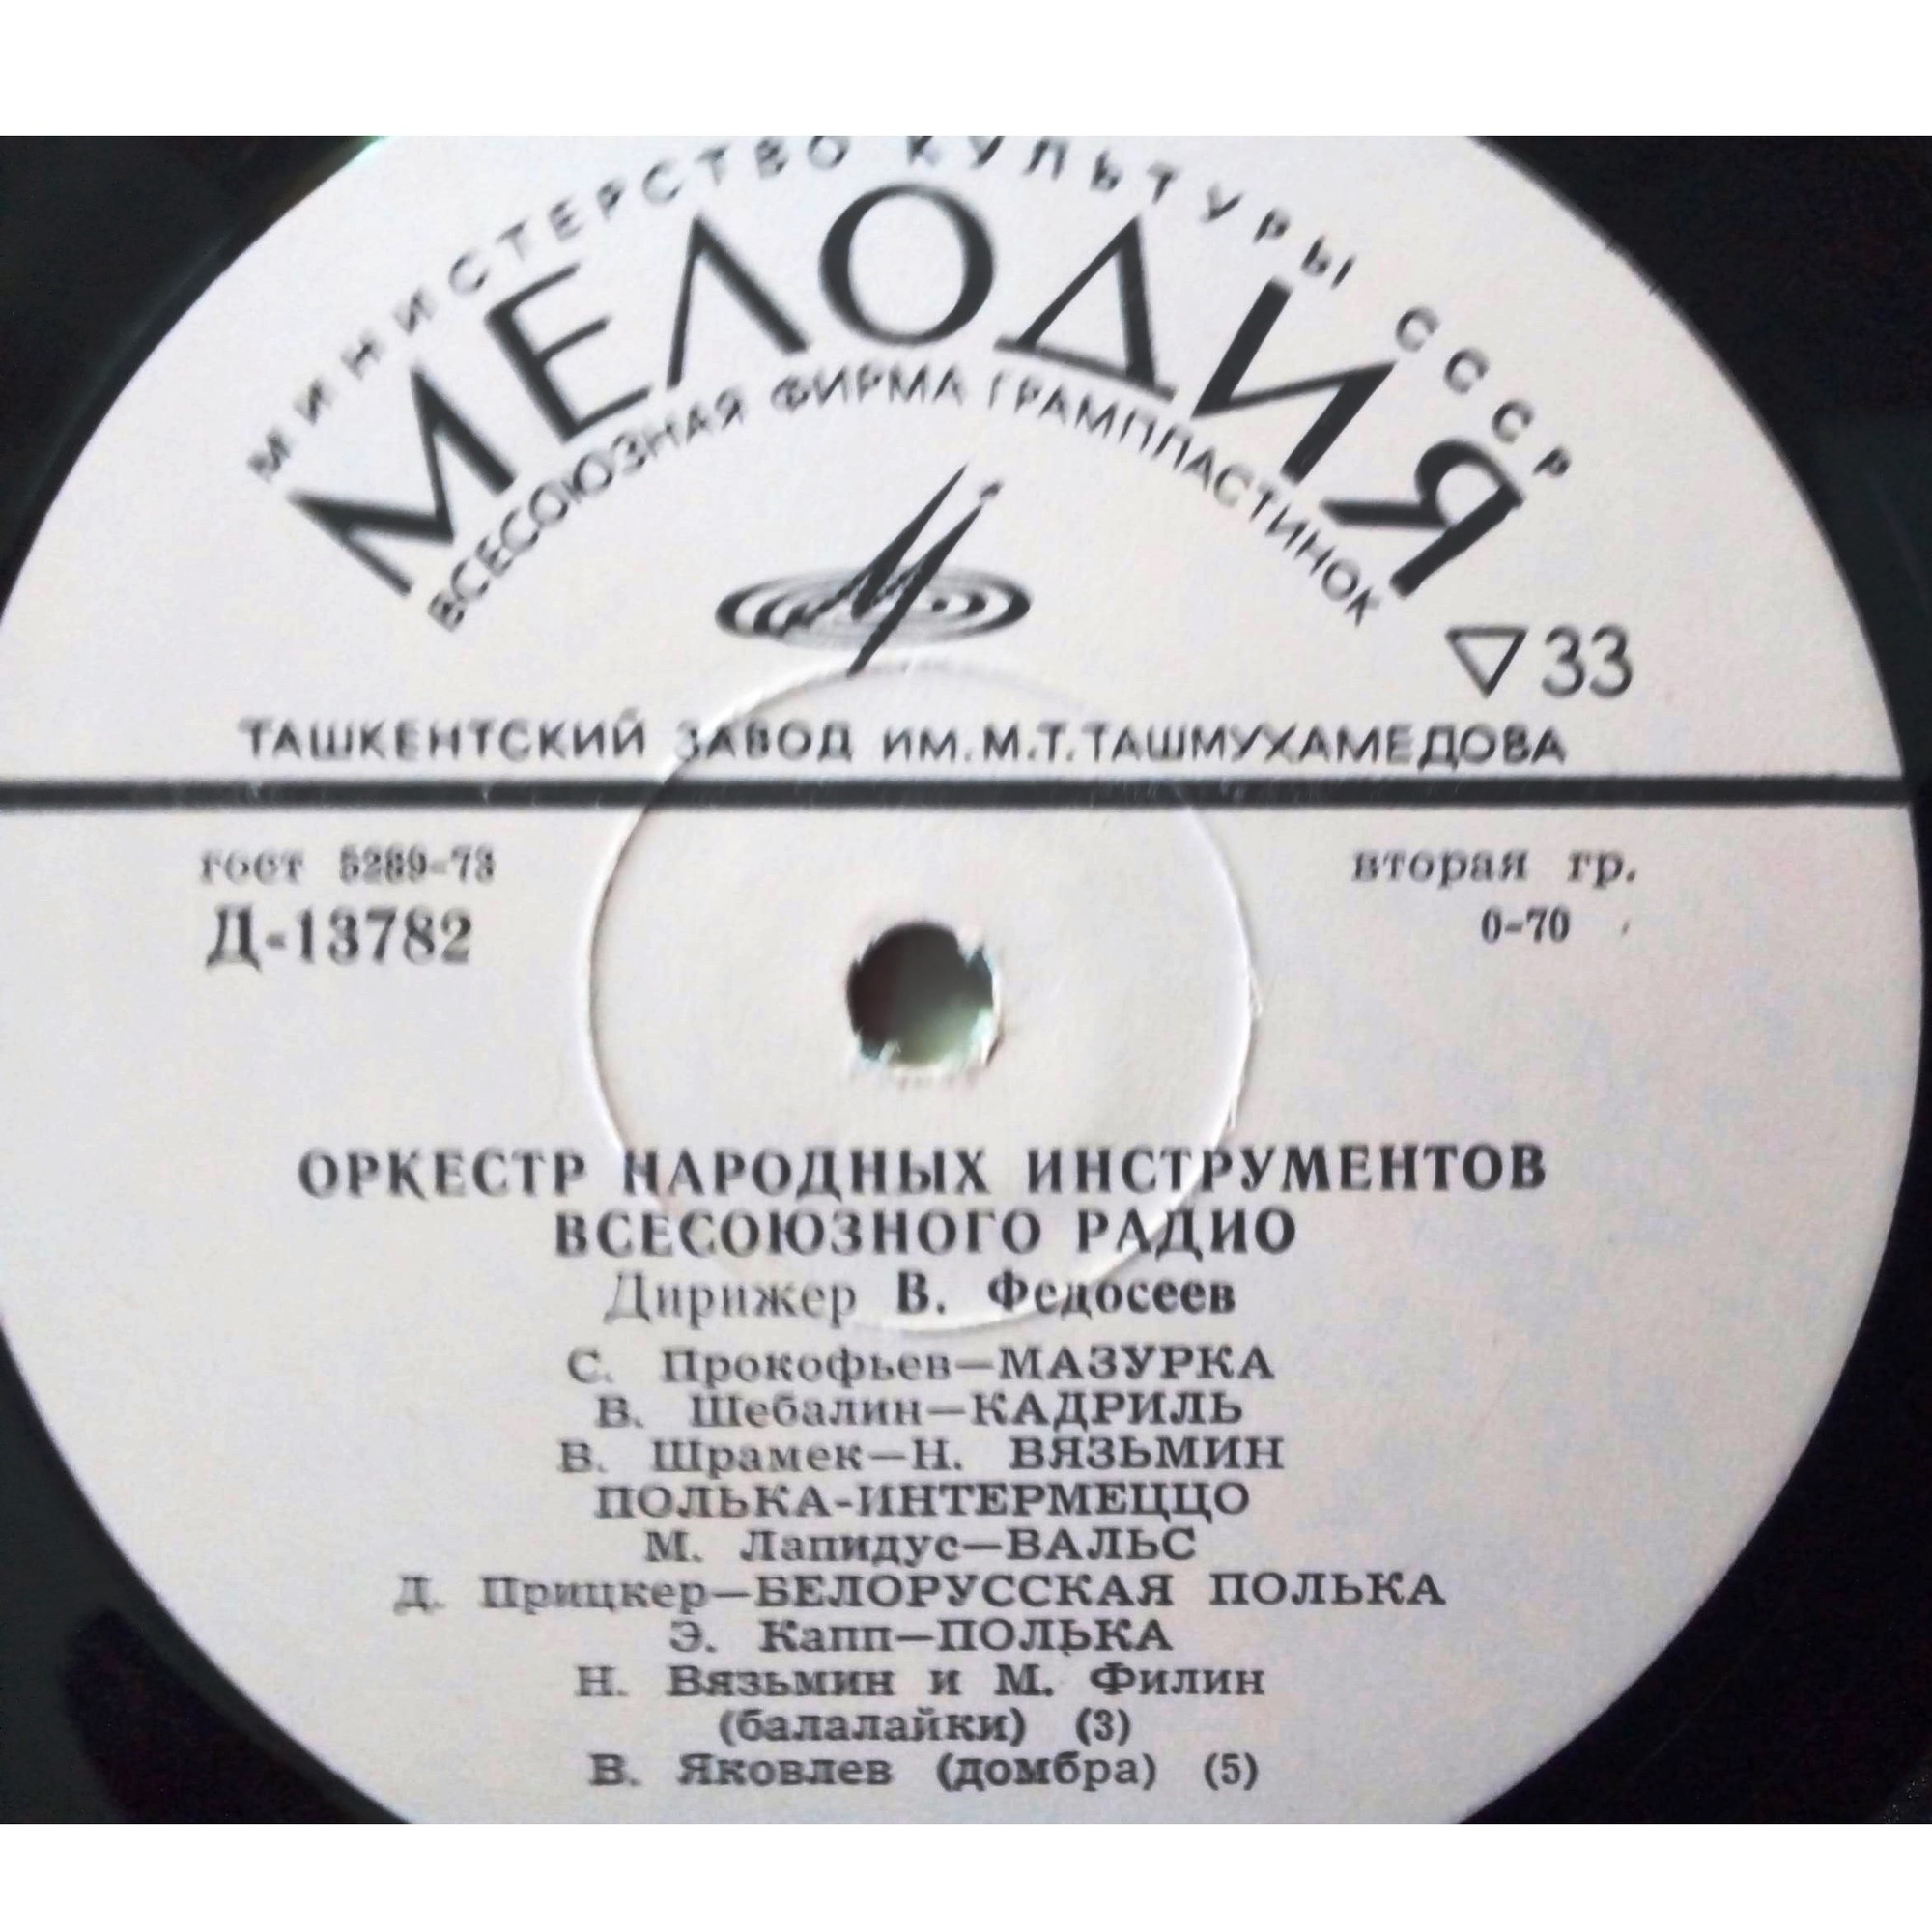 МИНИСТЕРСТВО КУЛЬТУРЫ СССР
МЕЛОДИЯ
ВСЕСОЮЗНАЯ ФИРМА ГРАМПЛАСТИНОК
▽33
ТАШКЕНТСКИЙ ЗАВОД ИМ.М.Т.ТАШМУХАМЕДОВА
гост 5289-73
вторая гр.
Д-13782
0-70
ОРКЕСТР НАРОДНЫХ ИНСТРУМЕНТОВ
ВСЕСОЮЗНОГО РАДИО
Дирижер В. Федосеев
С. Прокофьев—МАЗУРКА
В. Шебалин—КАДРИЛЬ
В. Шрамек—Н. ВЯЗЬМИН
ПОЛЬКА-ИНТЕРМЕЦЦО
М. Лапидус—ВАЛЬС
Д. Прицкер—БЕЛОРУССКАЯ ПОЛЬКА
Э. Капп—ПОЛЬКА
Н. Вязьмин и М. Филин
(балалайки) (3)
В. Яковлев (домбра) (5)